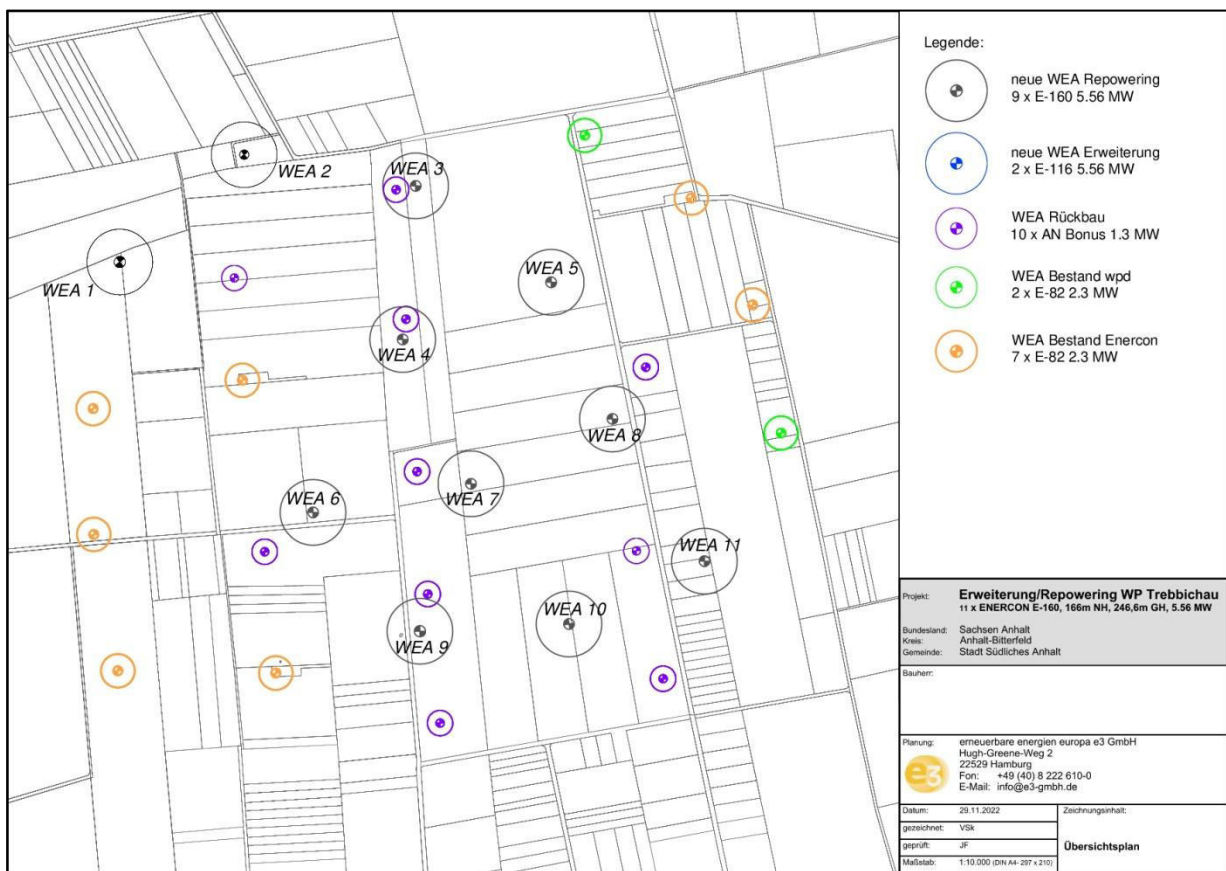 WEA 2
WEA 3
WEA 5
WEA 1
WEA 4
WEA 8
WEA 6
WEA 7
WEA 11
WEA 10
WEA 9
Legende:
neue WEA Repowering
9 x E-160 5.56 MW
neue WEA Erweiterung
2 x E-116 5.56 MW
WEA Rückbau
10 x AN Bonus 1.3 MW
WEA Bestand wpd
2 x E-82 2.3 MW
WEA Bestand Enercon
7 x E-82 2.3 MW
Projekt: Erweiterung/Repowering WP Trebbichau
11 x ENERCON E-160, 166m NH, 246,6m GH, 5.56 MW
Bundesland: Sachsen Anhalt
Kreis: Anhalt-Bitterfeld
Gemeinde: Stadt Südliches Anhalt
Bauherr:
Planung: erneuerbare energien europa e3 GmbH
Hugh-Greene-Weg 2
22529 Hamburg
Fon: +49 (40) 8 222 610-0
E-Mail: info@e3-gmbh.de
e3
Datum: 29.11.2022 Zeichnungsinhalt:
gezeichnet: VSk
geprüft: JF Übersichtsplan
Maßstab: 1:10.000 (DIN A4- 297 x 210)